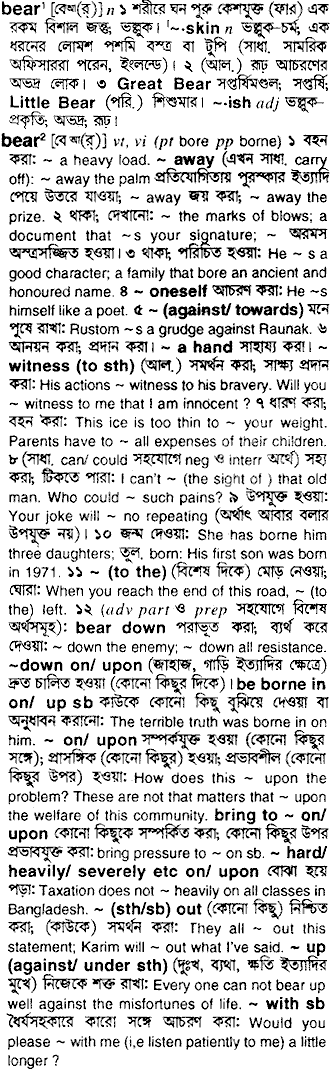 bear¹ [বেআ(র্)] n ১ শরীরে ঘন পুরু কেশযুক্ত (ফার) এক
রকম বিশাল জন্তু; ভল্লুক। ¹~.skin n ভল্লুক-চর্ম; এক
ধরনের লোমশ পশমি বস্ত্র বা টুপি (সাধা. সামরিক
অফিসাররা পরেন, ইংলন্ডে)। ২ (আল.) রূঢ় আচরণের
অভদ্র লোক। ৩ Great Bear সপ্তর্ষিমণ্ডল; সপ্তর্ষি;
Little Bear (পরি.) শিশুমার। ~-ish adj ভল্লুক-
প্রকৃতি; অভদ্র; রূঢ়।
bear² [বেআ(র্)] vt, vi (pt bore pp borne) ১ বহন
করা: ~ a heavy load. ~ away (এখন সাধা. carry
off): ~ away the palm প্রতিযোগিতায় পুরস্কার ইত্যাদি
পেয়ে উতরে যাওয়া; ~ away জয় করা; ~ away the
prize. ২ থাকা; দেখানো: ~ the marks of blows; a
document that ~s your signature; ~ অরমস
অস্ত্রসজ্জিত হওয়া। ৩ থাকা; পরিচিত হওয়া: He ~s a
good character; a family that bore an ancient and
honoured name. ৪ ~ oneself আচরণ করা: He ~s
himself like a poet. ৫ ~ (against/ towards) মনে
পুষে রাখা: Rustom ~s a grudge against Raunak. ৬
আনয়ন করা; প্রদান করা। ~ a hand সাহায্য করা। ~
witness (to sth) (আল.) সমর্থন করা; সাক্ষ্য প্রদান
করা: His actions ~ witness to his bravery. Will you
~ witness to me that I am innocent ? ৭ ধারণ করা;
বহন করা: This ice is too thin to ~ your weight.
Parents have to ~ all expenses of their children.
৮ (সাধা, can/ could সহযোগে neg ও interr অর্থে) সহ্য
করা; টিকতে পারা: I can't ~ (the sight of ) that old
man. Who could ~ such pains? ৯ উপযুক্ত হওয়া:
Your joke will ~ no repeating (অর্থাৎ আবার বলার
উপযুক্ত নয়)। ১০ জন্ম দেওয়া: She has borne him
three daughters; তুল, born: His first son was born
in 1971. ১১ ~ (to the) (বিশেষ দিকে) মোড় নেওয়া;
ঘোরা: When you reach the end of this road, ~ (to
the) left. ১২ (adv part ও prep সহযোগে বিশেষ
অর্থসমূহ): bear down পরাভূত করা; ব্যর্থ করে
দেওয়া: ~ down the enemy; ~ down all resistance.
~down on/ upon (জাহাজ, গাড়ি ইত্যাদির ক্ষেত্রে)
দ্রুত চালিত হওয়া (কোনো কিছুর দিকে)। be borne in
on/ up sb কাউকে কোনো কিছু বুঝিয়ে দেওয়া বা
অনুধাবন করানো: The terrible truth was borne in on
him. ~ on/ upon সম্পর্কযুক্ত হওয়া (কোনো কিছুর
সঙ্গে); প্রাসঙ্গিক (কোনো কিছুর) হওয়া; প্রভাবশীল (কোনো
কিছুর উপর) হওয়া: How does this ~ upon the
problem? These are not that matters that ~ upon
the welfare of this community. bring to ~ on/
upon কোনো কিছুকে সম্পর্কিত করা; কোনো কিছুর উপর
প্রভাবযুক্ত করা: bring pressure to ~ on sb. ~ hard/
heavily/ severely etc on/ upon বোঝা হয়ে
পড়া: Taxation does not ~ heavily on all classes in
Bangladesh. ~ (sth/sb) out (কোনো কিছু) নিশ্চিত
করা; (কাউকে) সমর্থন করা: They all ~ out this
statement; Karim will ~ out what I've said. ~ up
(against/ under sth) (দুঃখ, ব্যথা, ক্ষতি ইত্যাদির
মুখে) নিজেকে শক্ত রাখা: Every one can not bear up
well against the misfortunes of life. ~ with sb
ধৈর্যসহকারে কারো সঙ্গে আচরণ করা: Would you
please ~ with me (i,e listen patiently to me) a little
longer ?